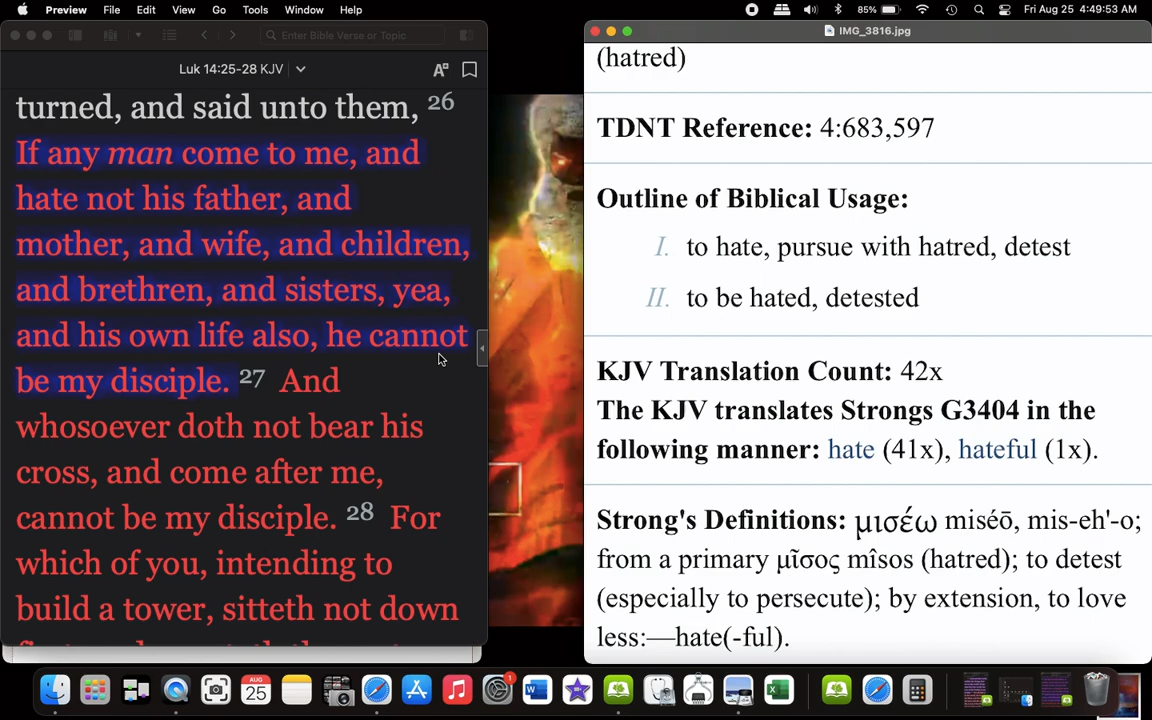 Preview File Edit View Go Tools Window Help 85% Fri Aug 25 4:49:53 AM
Enter Bible Verse or Topic
Luk 14:25-28 KJV
turned, and said unto them, 26
If any man come to me, and
hate not his father, and
mother, and wife, and children,
and brethren, and sisters, yea,
and his own life also, he cannot
be my disciple. 27 And
whosoever doth not bear his
cross, and come after me,
cannot be my disciple. 28 For
which of you, intending to
build a tower, sitteth not down
IMG_3816.jpg
(hatred)
TDNT Reference: 4:683,597
Outline of Biblical Usage:
I. to hate, pursue with hatred, detest
II. to be hated, detested
KJV Translation Count: 42x
The KJV translates Strongs G3404 in the
following manner: hate (41x), hateful (1x).
Strong's Definitions: μισέω miséō, mis-eh'-o;
from a primary μῖσος mîsos (hatred); to detest
(especially to persecute); by extension, to love
less:—hate(-ful).
AUG
25
1